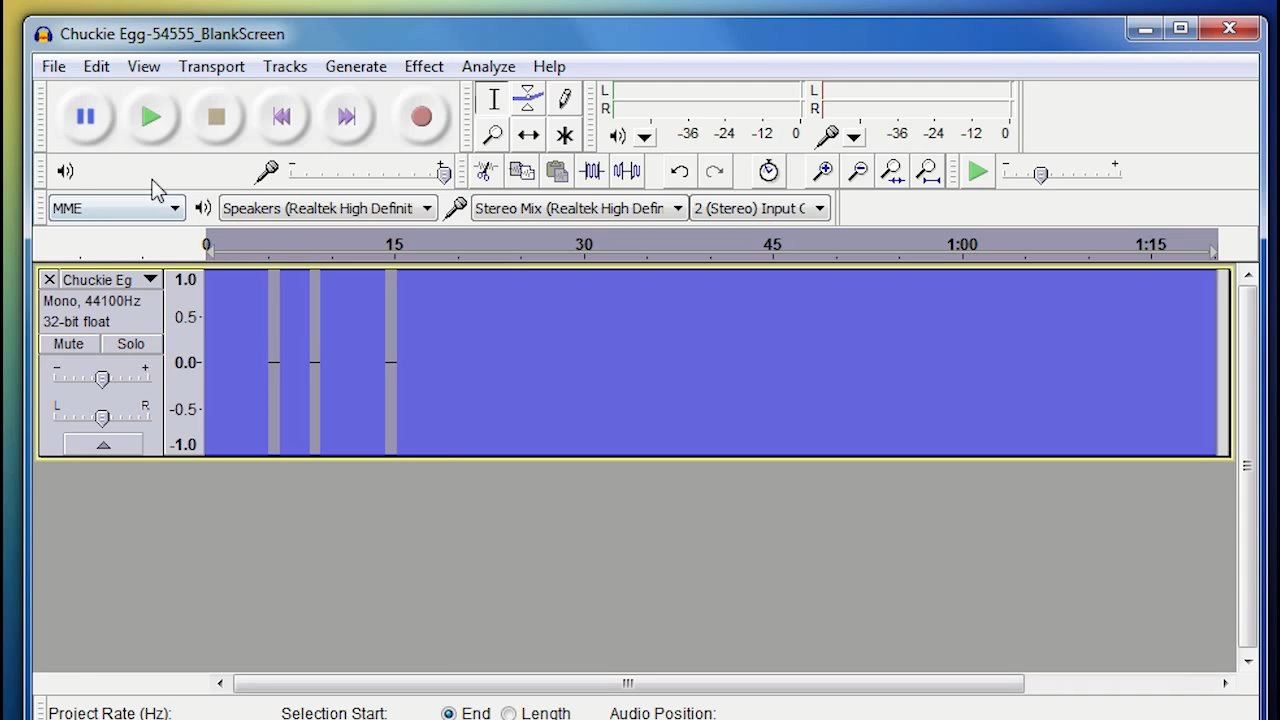 Chuckie Egg-54555_BlankScreen
File Edit View Transport Tracks Generate Effect Analyze Help
L
R
-36 -24 -12 0
L
R
-36 -24 -12 0
- +
- +
MME
Speakers (Realtek High Definit
Stereo Mix (Realtek High Defin
2 (Stereo) Input C
0 15 30 45 1:00 1:15
Chuckie Eg
Mono, 44100Hz
32-bit float
Mute Solo
- +
L R
1.0
0.5-
0.0-
-0.5-
-1.0
Project Rate (Hz): Selection Start: End Length Audio Position: